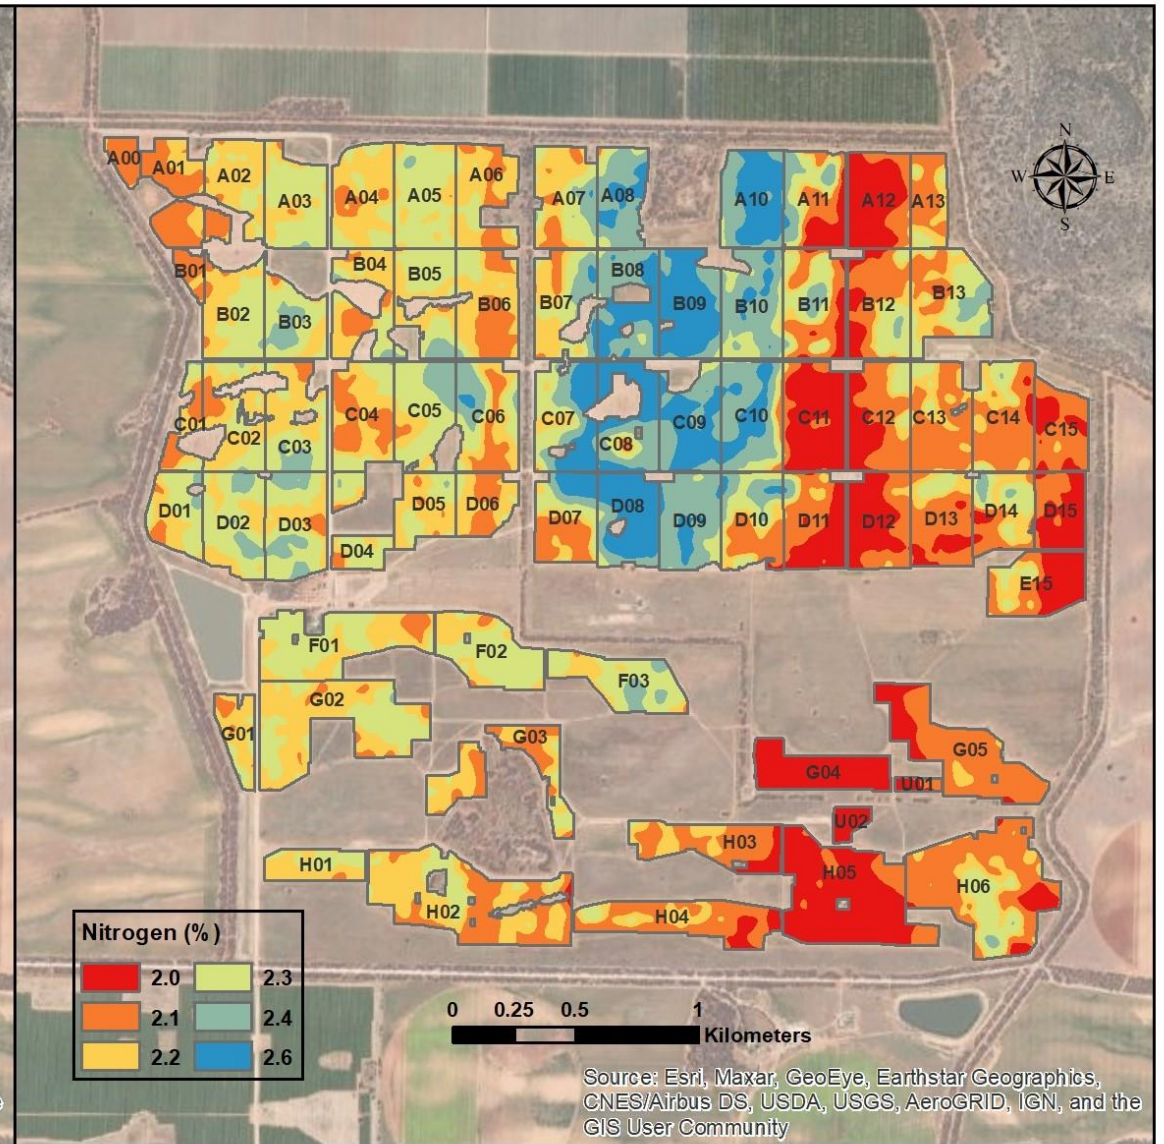 N
W E
S
A00 A01 A02 A03 A04 A05 A06 A07 A08 A10 A11 A12 A13
B01 B02 B03 B04 B05 B06 B07 B08 B09 B10 B11 B12 B13
C01 C02 C03 C04 C05 C06 C07 C08 C09 C10 C11 C12 C13 C14 C15
D01 D02 D03 D04 D05 D06 D07 D08 D09 D10 D11 D12 D13 D14 D15
E15
F01 F02 F03
G01 G02 G03 G04 U01 G05
U02
H01 H02 H03 H04 H05 H06
Nitrogen (%)
2.0 2.3
2.1 2.4
2.2 2.6
0 0.25 0.5 1
Kilometers
Source: Esri, Maxar, GeoEye, Earthstar Geographics,
CNES/Airbus DS, USDA, USGS, AeroGRID, IGN, and the
GIS User Community